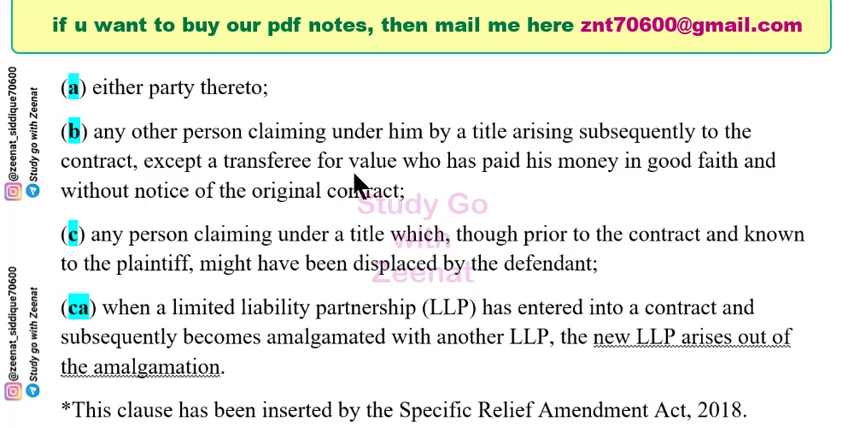 if u want to buy our pdf notes, then mail me here znt70600@gmail.com
(a) either party thereto;
(b) any other person claiming under him by a title arising subsequently to the
contract, except a transferee for value who has paid his money in good faith and
without notice of the original contract;
(c) any person claiming under a title which, though prior to the contract and known
to the plaintiff, might have been displaced by the defendant;
(ca) when a limited liability partnership (LLP) has entered into a contract and
subsequently becomes amalgamated with another LLP, the new LLP arises out of
the amalgamation.
*This clause has been inserted by the Specific Relief Amendment Act, 2018.
Study Go
with
Zeenat
@zeenat_siddique70600
Study go with Zeenat
@zeenat_siddique70600
Study go with Zeenat